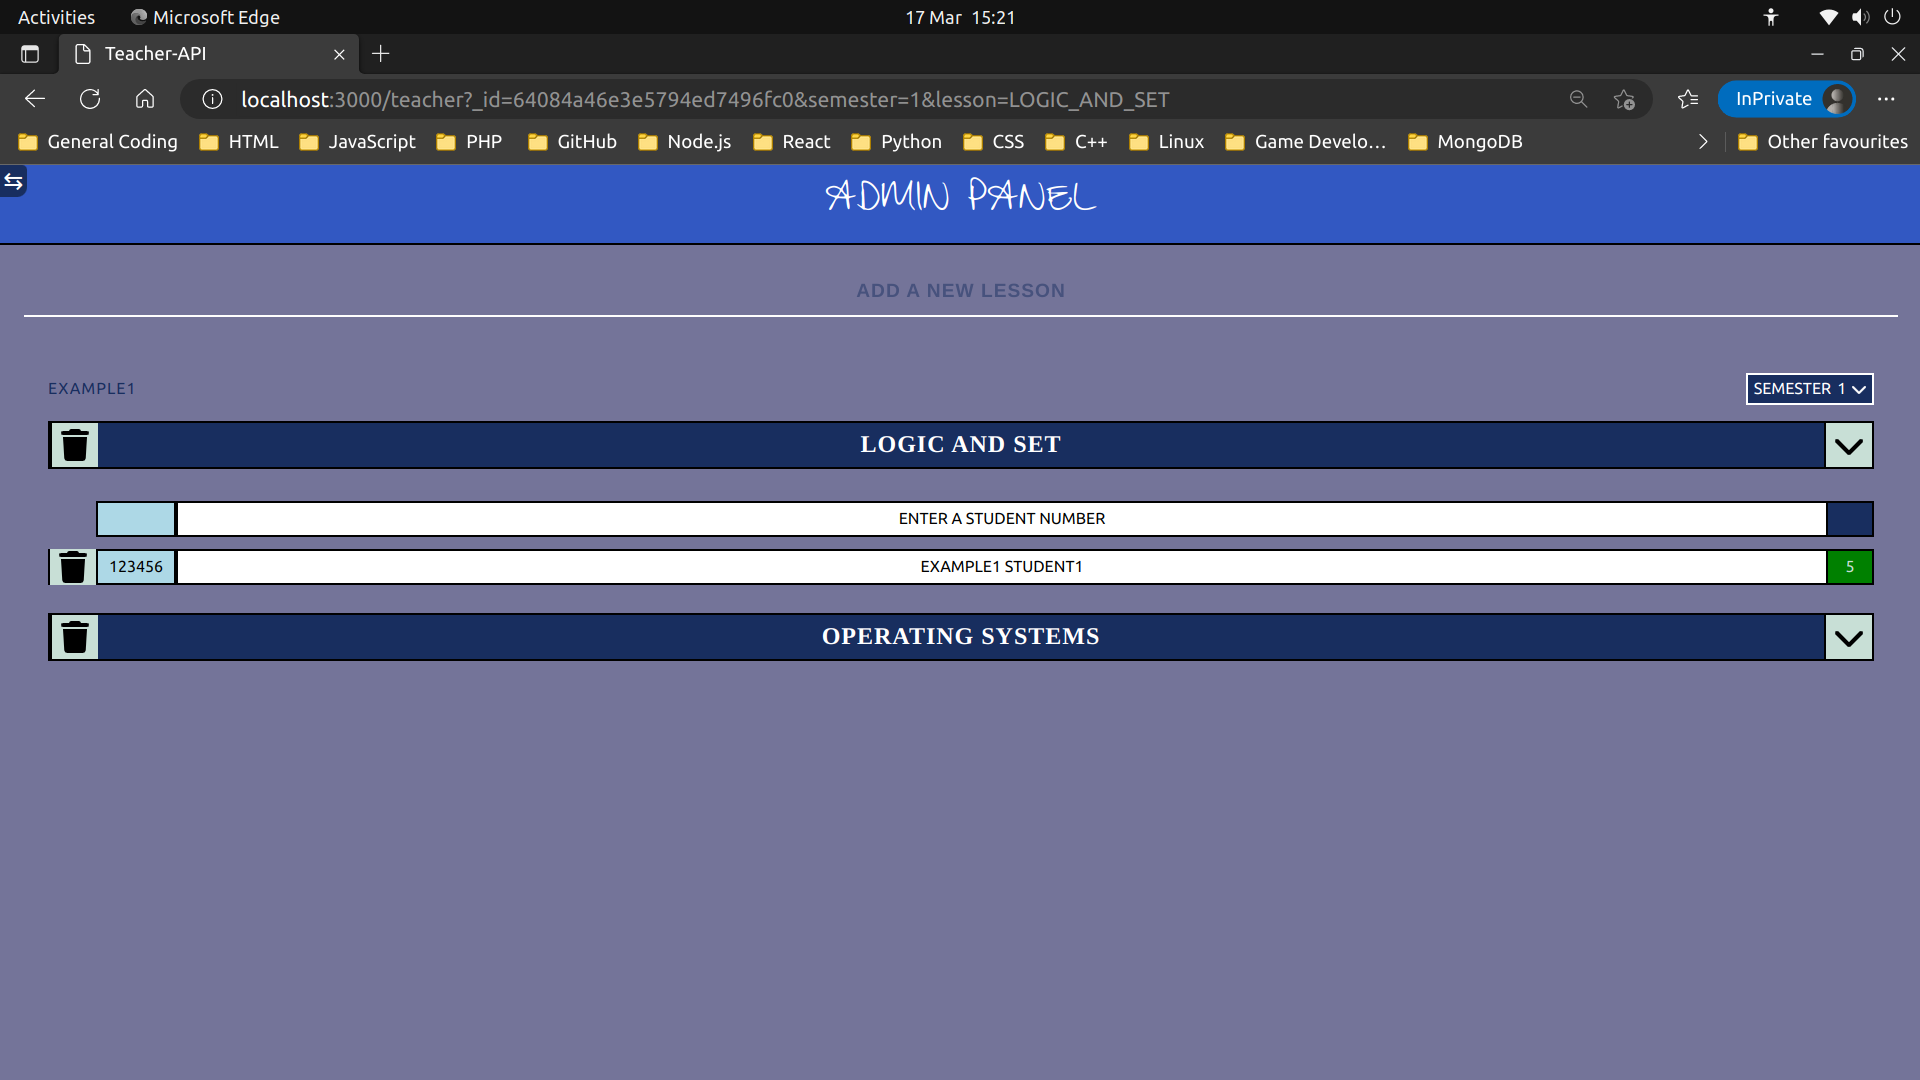 Activities Microsoft Edge 17 Mar 15:21
Teacher-API
localhost:3000/teacher?_id=64084a46e3e5794ed7496fc0&semester=1&lesson=LOGIC_AND_SET InPrivate
General Coding HTML JavaScript PHP GitHub Node.js React Python CSS C++ Linux Game Develo... MongoDB Other favourites
ADMIN PANEL
ADD A NEW LESSON
EXAMPLE1 SEMESTER 1
LOGIC AND SET
ENTER A STUDENT NUMBER
123456 EXAMPLE1 STUDENT1 5
OPERATING SYSTEMS